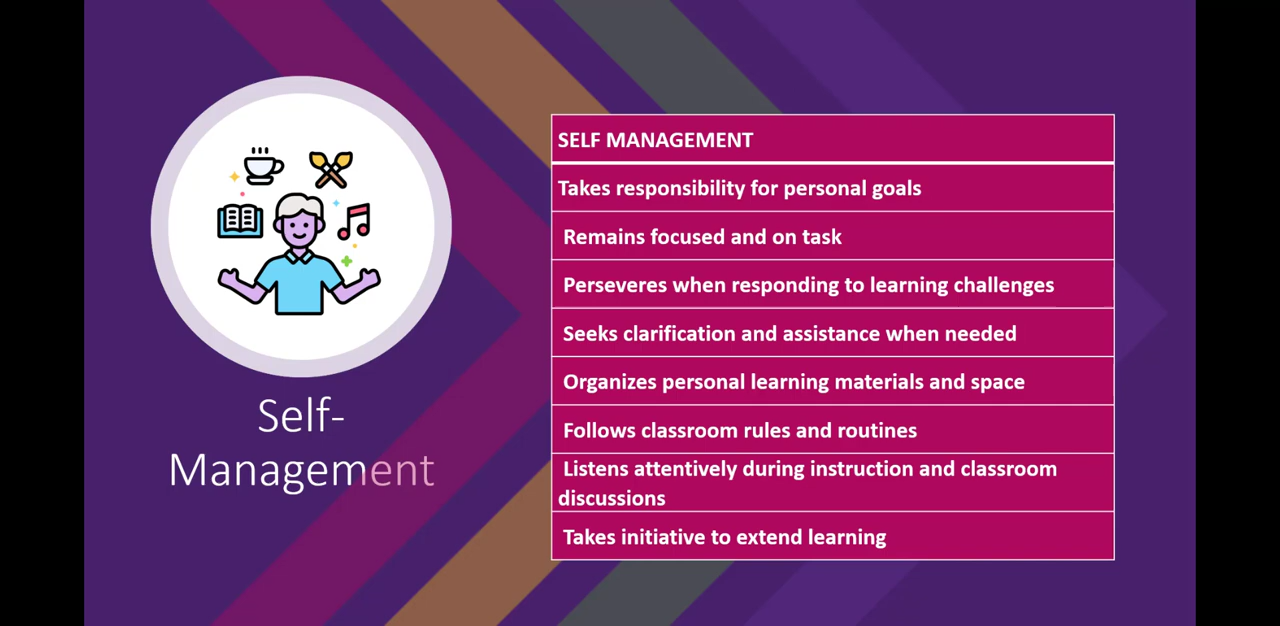 Self-
Management
SELF MANAGEMENT
Takes responsibility for personal goals
Remains focused and on task
Perseveres when responding to learning challenges
Seeks clarification and assistance when needed
Organizes personal learning materials and space
Follows classroom rules and routines
Listens attentively during instruction and classroom
discussions
Takes initiative to extend learning